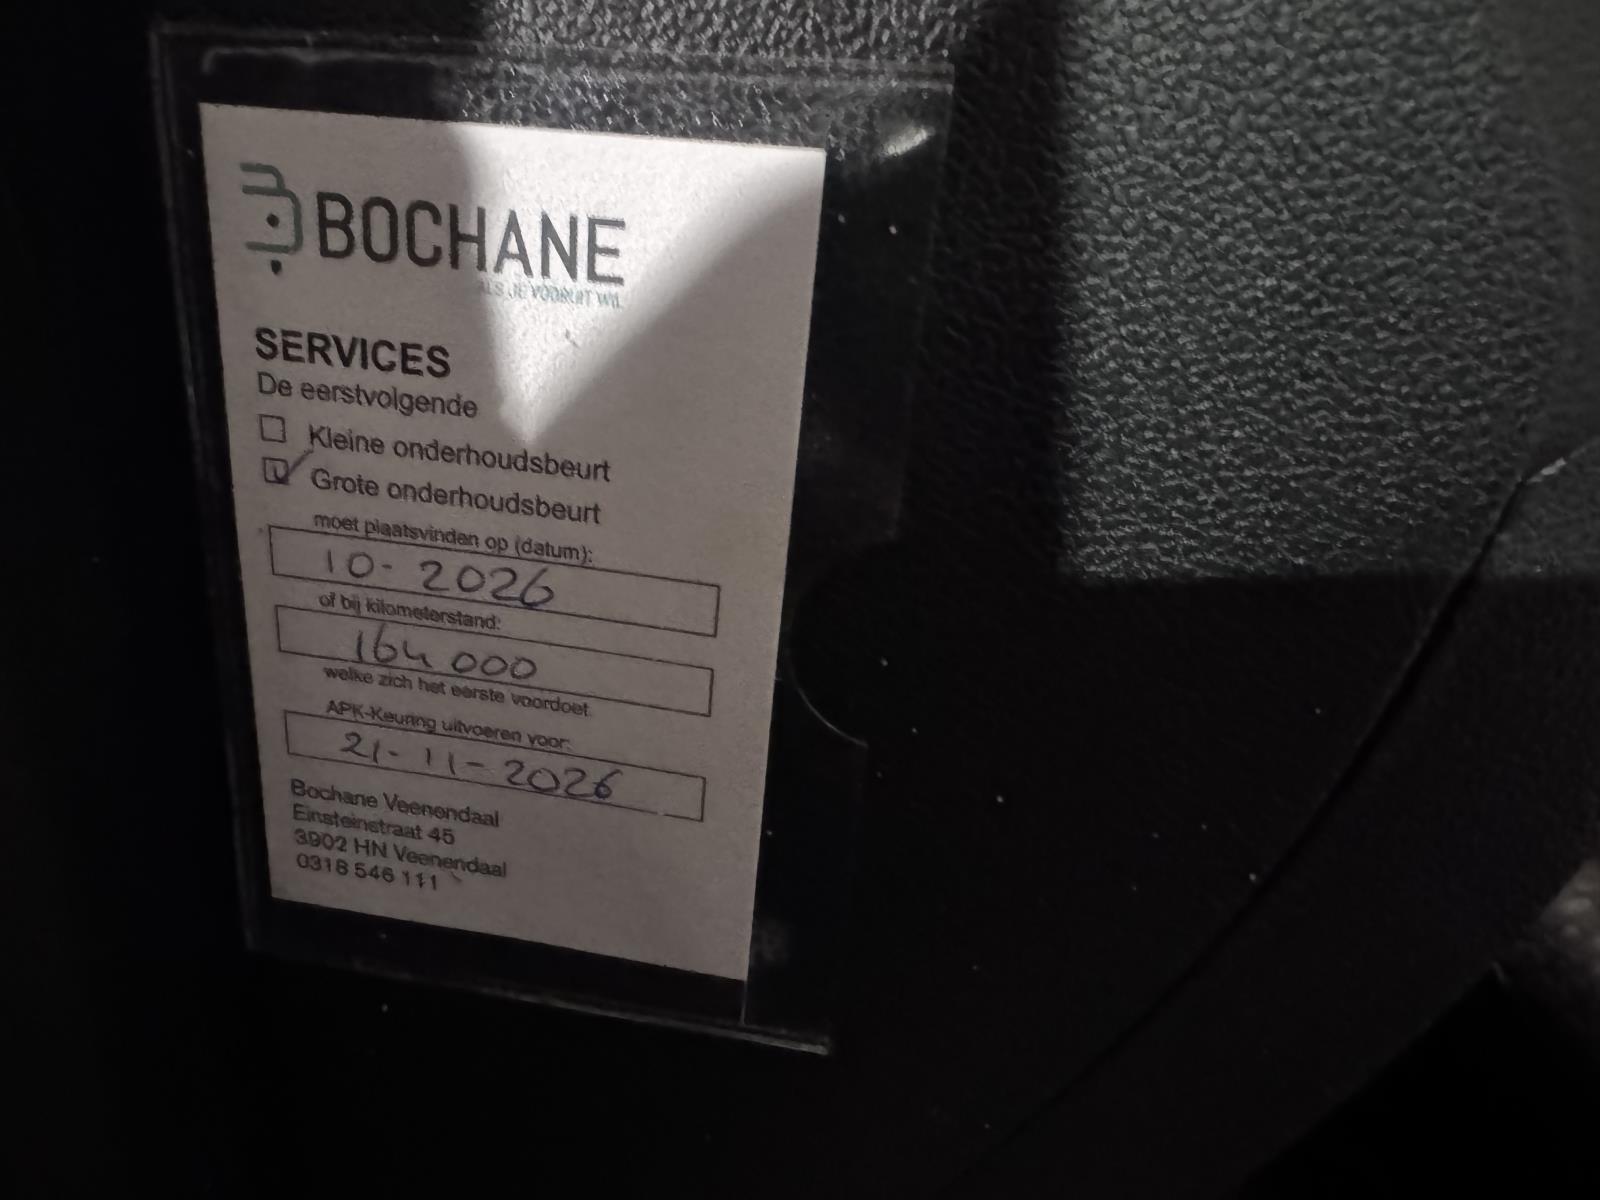 BOCHANE
ALS JE VOORUIT WIL
SERVICES
De eerstvolgende
Kleine onderhoudsbeurt
Grote onderhoudsbeurt
moet plaatsvinden op (datum):
10-2026
of bij kilometerstand:
164 000
welke zich het eerste voordoet.
APK-Keuring uitvoeren voor:
21-11-2026
Bochane Veenendaal
Einsteinstraat 45
3902 HN Veenendaal
0318 546 111